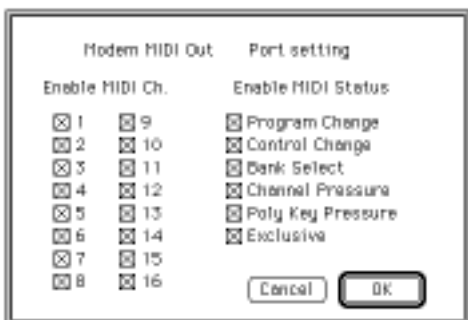 Modem MIDI Out Port setting
Enable MIDI Ch. Enable MIDI Status
1 9 Program Change
2 10 Control Change
3 11 Bank Select
4 12 Channel Pressure
5 13 Poly Key Pressure
6 14 Exclusive
7 15
8 16
Cancel OK